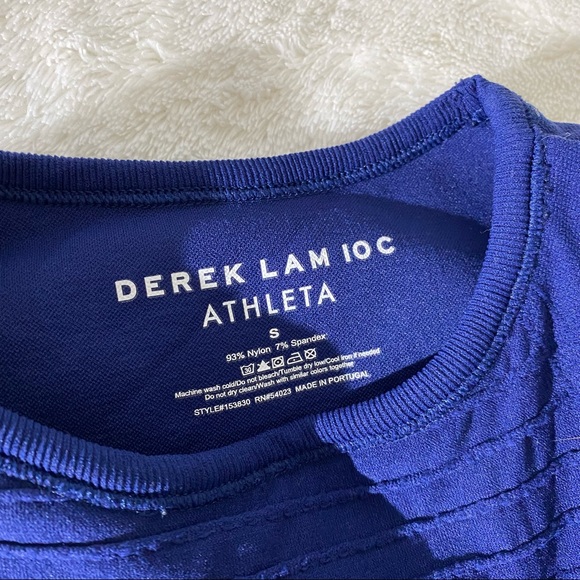 DEREK LAM 10C
ATHLETA
S
93% Nylon 7% Spandex
Machine wash cold/Do not bleach/Tumble dry low/Cool Iron if needed
Do not dry clean/Wash with similar colors together
STYLE#153830 RN#54023 MADE IN PORTUGAL